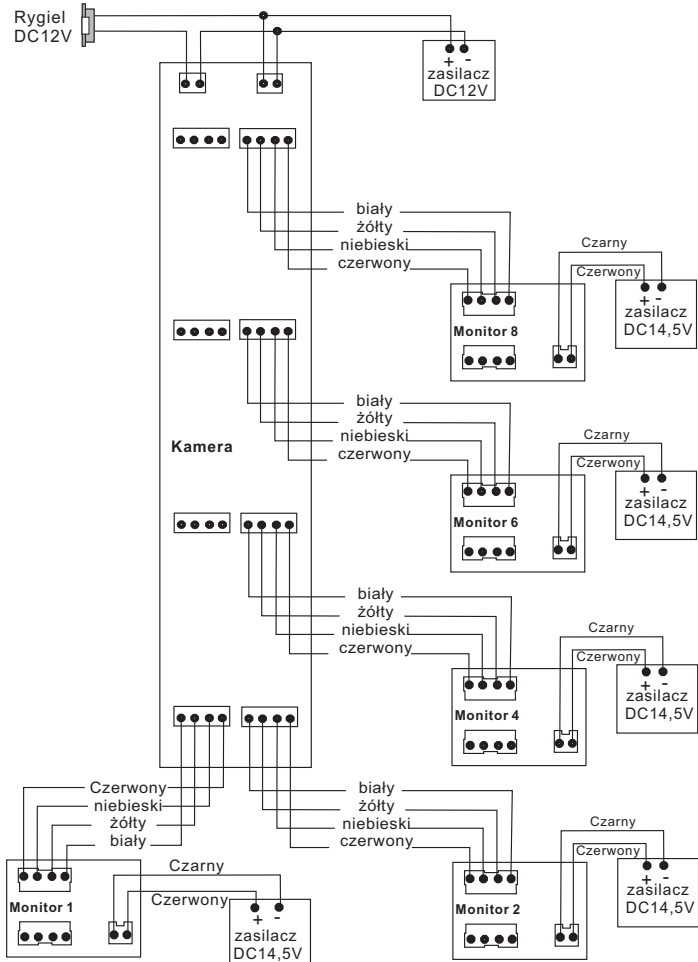 Rygiel
DC12V
+ -
zasilacz
DC12V
biały
żółty
niebieski
czerwony
Czarny
Czerwony
+ -
zasilacz
DC14,5V
Monitor 8
Kamera
biały
żółty
niebieski
czerwony
Czarny
Czerwony
+ -
zasilacz
DC14,5V
Monitor 6
biały
żółty
niebieski
czerwony
Czarny
Czerwony
+ -
zasilacz
DC14,5V
Monitor 4
Czerwony
niebieski
żółty
biały
Czarny
Czerwony
Monitor 1
+ -
zasilacz
DC14,5V
biały
żółty
niebieski
czerwony
Czarny
Czerwony
+ -
zasilacz
DC14,5V
Monitor 2